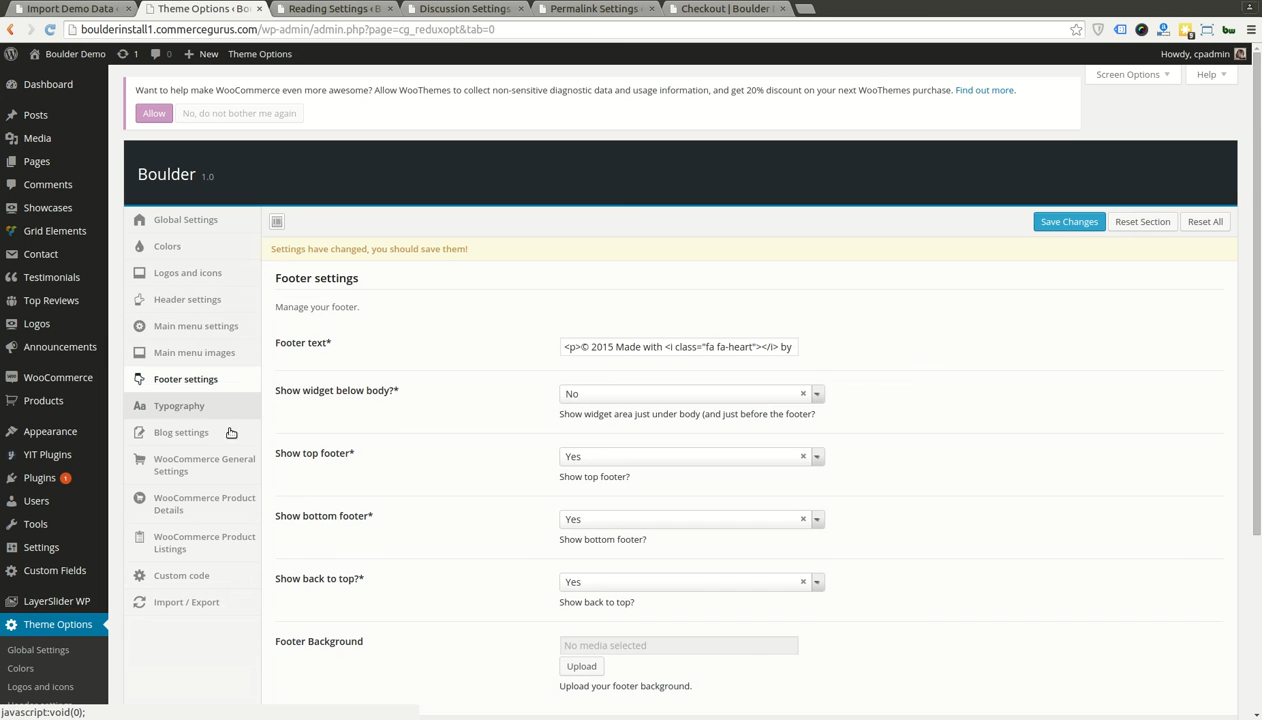 Import Demo Data
Theme Options ‹ Bo
Reading Settings ‹ B
Discussion Settings
Permalink Settings
Checkout | Boulder
boulderinstall1.commercegurus.com/wp-admin/admin.php?page=cg_reduxopt&tab=0
Boulder Demo
1
0
New
Theme Options
Howdy, cpadmin
Screen Options
Help
Dashboard
Posts
Media
Pages
Comments
Showcases
Grid Elements
Contact
Testimonials
Top Reviews
Logos
Announcements
WooCommerce
Products
Appearance
YIT Plugins
Plugins 1
Users
Tools
Settings
Custom Fields
LayerSlider WP
Theme Options
Global Settings
Colors
Logos and icons
Want to help make WooCommerce even more awesome? Allow WooThemes to collect non-sensitive diagnostic data and usage information, and get 20% discount on your next WooThemes purchase. Find out more.
Allow
No, do not bother me again
Boulder 1.0
Global Settings
Colors
Logos and icons
Header settings
Main menu settings
Main menu images
Footer settings
Aa Typography
Blog settings
WooCommerce General
Settings
WooCommerce Product
Details
WooCommerce Product
Listings
Custom code
Import / Export
Save Changes
Reset Section
Reset All
Settings have changed, you should save them!
Footer settings
Manage your footer.
Footer text*
<p>© 2015 Made with <i class="fa fa-heart"></i> by
Show widget below body?*
No
Show widget area just under body (and just before the footer?
Show top footer*
Yes
Show top footer?
Show bottom footer*
Yes
Show bottom footer?
Show back to top?*
Yes
Show back to top?
Footer Background
No media selected
Upload
Upload your footer background.
javascript:void(0);